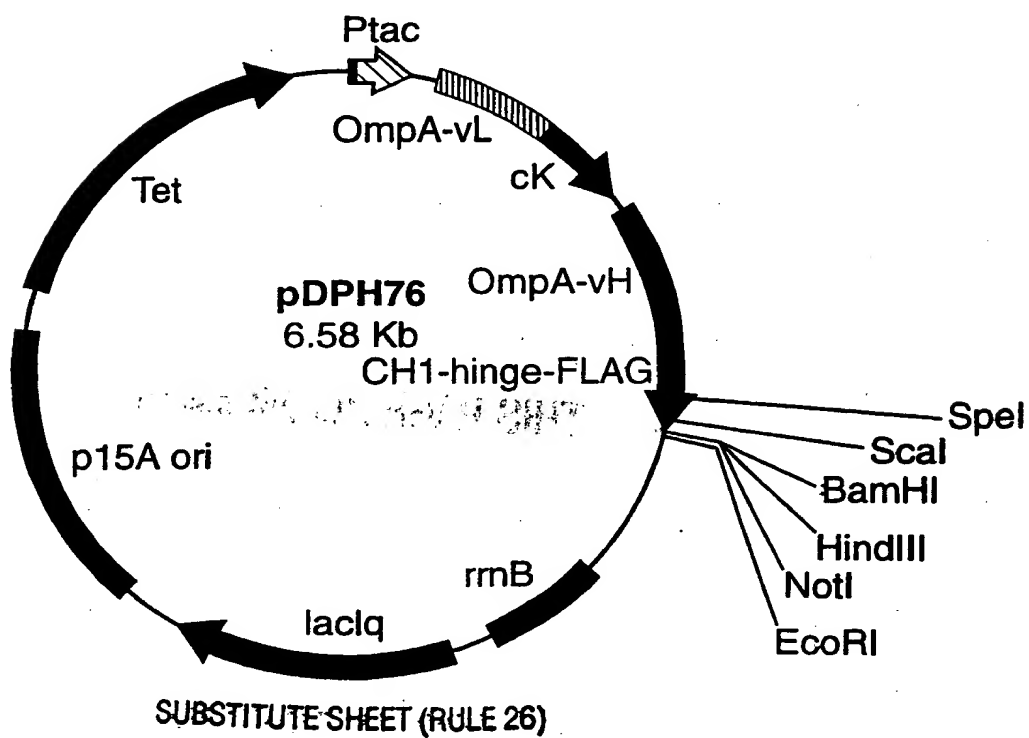 Ptac
OmpA-vL
cK
Tet
OmpA-vH
pDPH76
6.58 Kb
CH1-hinge-FLAG
SpeI
ScaI
p15A ori
BamHI
HindIII
rrnB
NotI
lacIq
EcoRI
SUBSTITUTE SHEET (RULE 26)